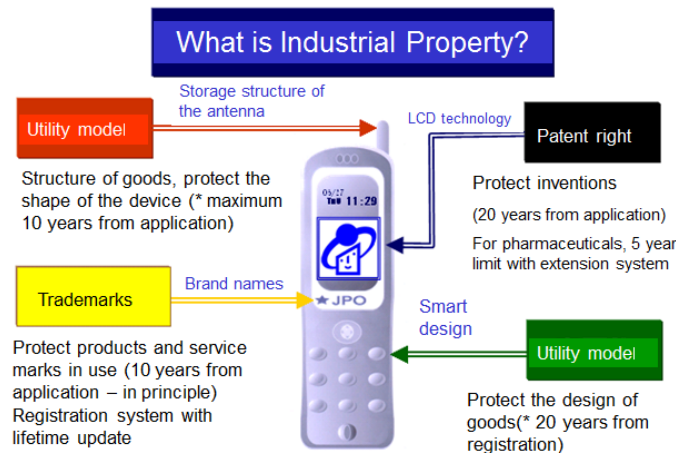 What is Industrial Property?
Storage structure of
the antenna
Utility model
Structure of goods, protect the
shape of the device (* maximum
10 years from application)
LCD technology
Patent right
Protect inventions
(20 years from application)
For pharmaceuticals, 5 year
limit with extension system
05/27
THU 11:29
★JPO
Trademarks
Brand names
Protect products and service
marks in use (10 years from
application – in principle)
Registration system with
lifetime update
Smart
design
Utility model
Protect the design of
goods(* 20 years from
registration)